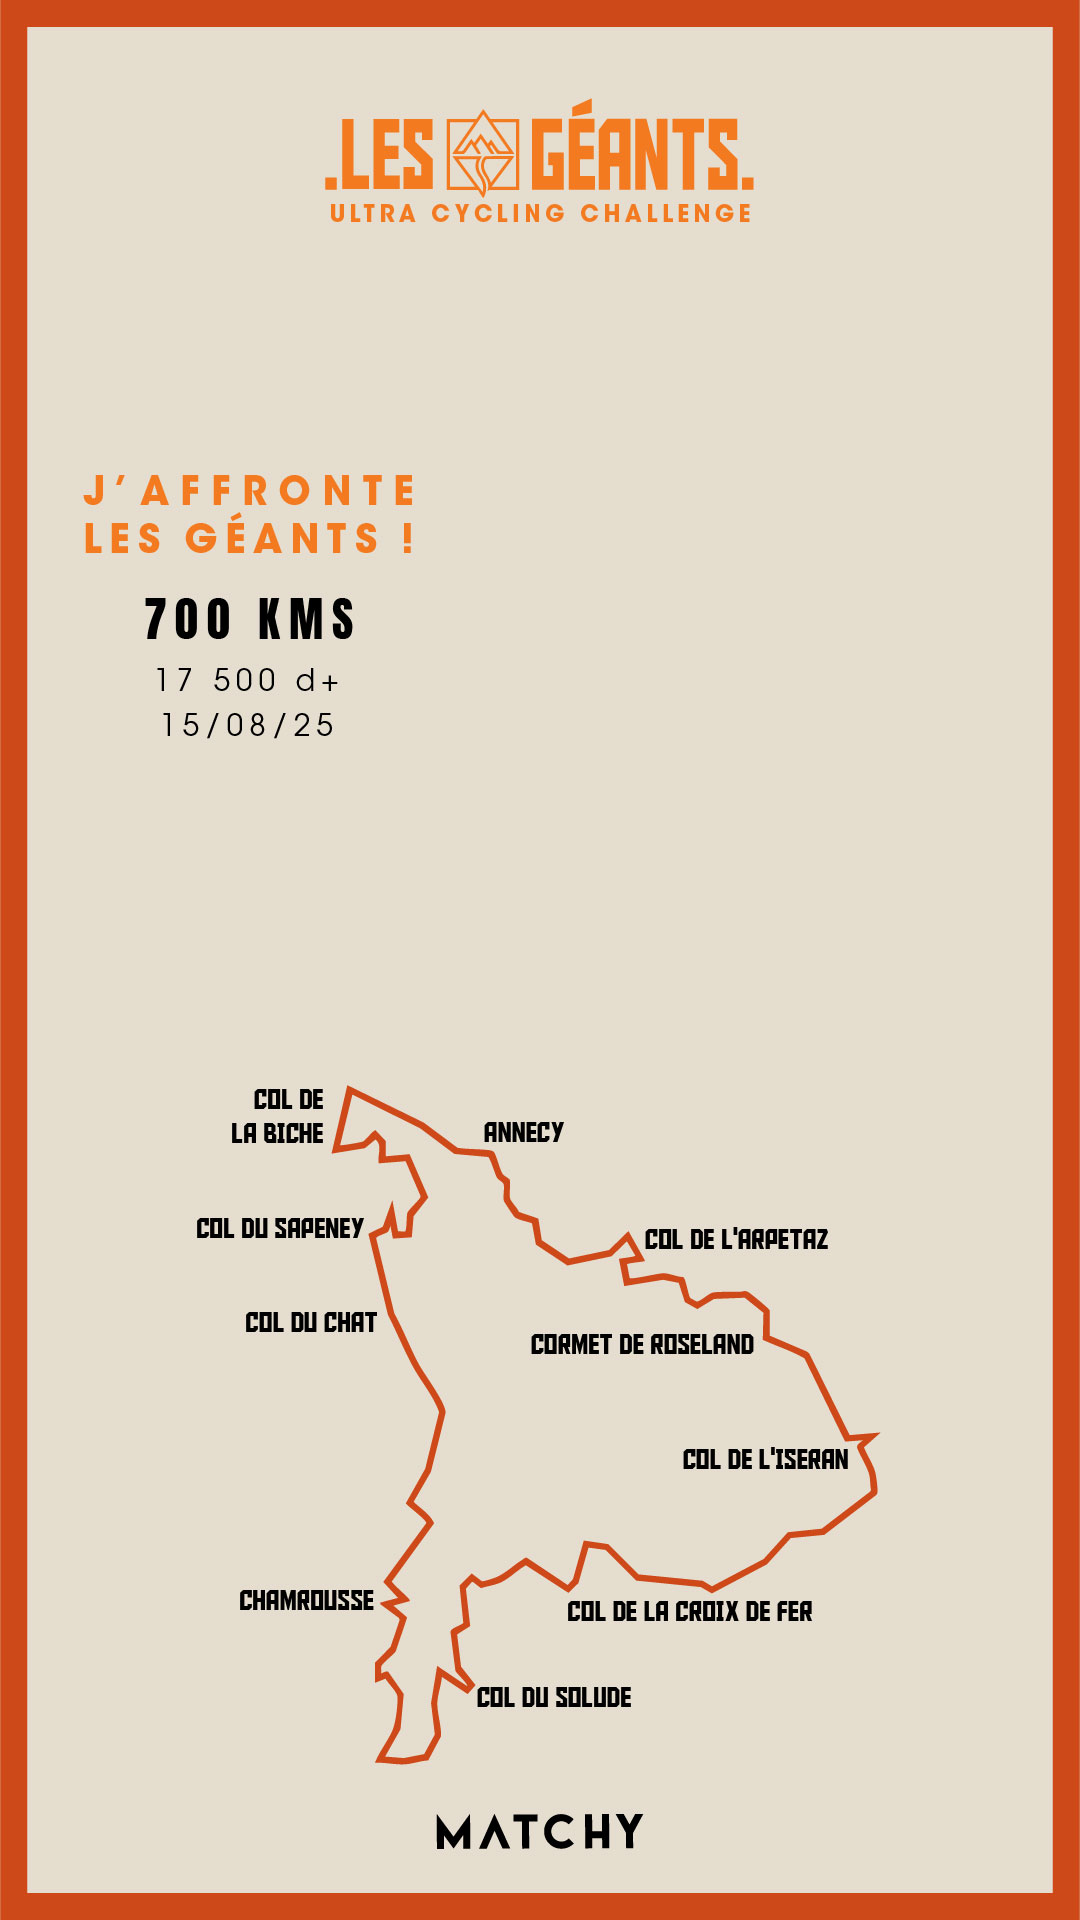 .LES GÉANTS.
ULTRA CYCLING CHALLENGE
J'AFFRONTE
LES GÉANTS !
700 KMS
17 500 d+
15/08/25
COL DE
LA BICHE
ANNECY
COL DU SAPENEY
COL DE L'ARPETAZ
COL DU CHAT
CORMET DE ROSELAND
COL DE L'ISERAN
CHAMROUSSE
COL DE LA CROIX DE FER
COL DU SOLUDE
MATCHY